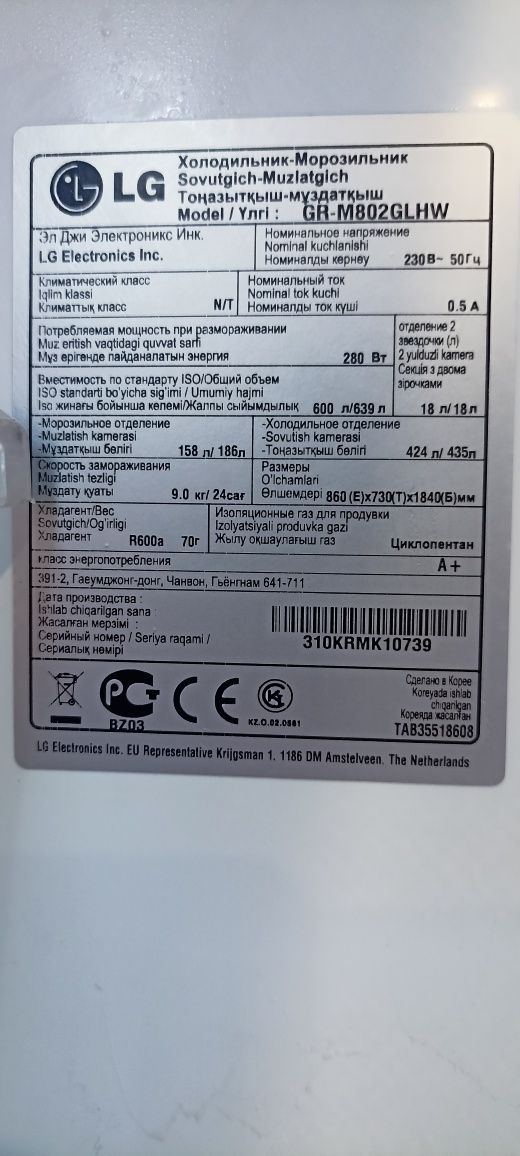 LG
Холодильник-Морозильник
Sovutgich-Muzlatgich
Тоңазытқыш-мұздатқыш
Model / Үлгі : GR-M802GLHW
Эл Джи Электроникс Инк.
LG Electronics Inc.
Номинальное напряжение
Nominal kuchlanishi
Номиналды кернеу 230В~ 50Гц
Климатический класс
Iqlim klassi
Климаттық класс N/T
Номинальный ток
Nominal tok kuchi
Номиналды ток күші 0.5 A
Потребляемая мощность при размораживании
Muz eritish vaqtidagi quvvat sarfi
Мұз ерігенде пайданалатын энергия 280 Вт
отделение 2
звездочки (л)
2 yulduzli kamera
Секція з двома
зірочками
18 л/18л
Вместимость по стандарту ISO/Общий объем
ISO standarti bo'yicha sig'imi / Umumiy hajmi
Iso жинағы бойынша келемі/Жалпы сыйымдылық 600 л/639 л
-Морозильное отделение
-Muzlatish kamerasi
-Мұздатқыш бөлігі 158 л/ 186л
-Холодильное отделение
-Sovutish kamerasi
-Тоңазытқыш бөлігі 424 л/ 435л
Скорость замораживания
Muzlatish tezligi
Мұздату қуаты 9.0 кг/ 24сағ
Размеры
O'lchamlari
Өлшемдері 860 (Е)x730(Т)x1840(Б)мм
Хладагент/Вес
Sovutgich/Og'irligi
Хладагент R600a 70г
Изоляционные газ для продувки
Izolyatsiyali produvka gazi
Жылу оқшаулағыш газ Циклопентан
класс энергопотребления A+
391-2, Гаеумджонг-донг, Чанвон, Гьёнгнам 641-711
Дата производства :
Ishlab chiqarilgan sana :
Жасалған мерзімі :
Серийный номер / Seriya raqami /
Сериалық нөмірі
310KRMK10739
BZ03
CE
KZ.O.02.0361
Сделано в Корее
Koreyada ishlab
chiqarilgan
Кореяда жасалған
TAB35518608
LG Electronics Inc. EU Representative Krijgsman 1. 1186 DM Amstelveen. The Netherlands